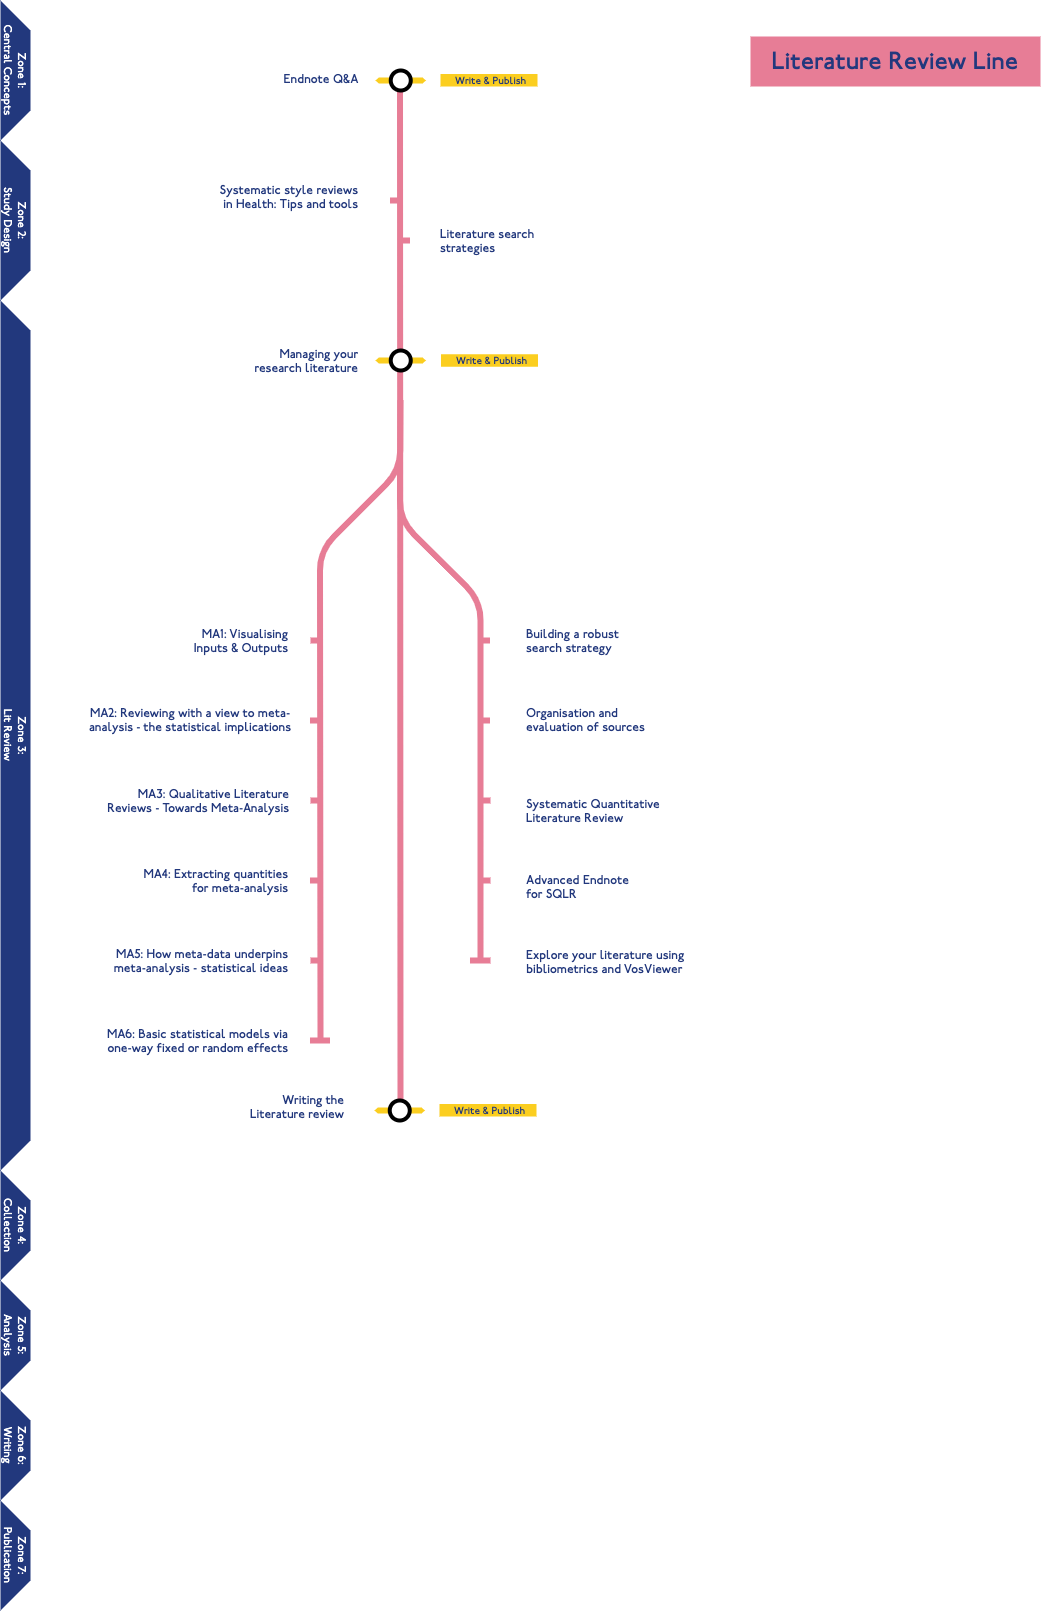 Literature Review Line
Zone 1:
Central Concepts
Endnote Q&A
Write & Publish
Zone 2:
Study Design
Systematic style reviews
in Health: Tips and tools
Literature search
strategies
Zone 3:
Lit Review
Managing your
research literature
Write & Publish
MA1: Visualising
Inputs & Outputs
MA2: Reviewing with a view to meta-
analysis - the statistical implications
MA3: Qualitative Literature
Reviews - Towards Meta-Analysis
MA4: Extracting quantities
for meta-analysis
MA5: How meta-data underpins
meta-analysis - statistical ideas
MA6: Basic statistical models via
one-way fixed or random effects
Building a robust
search strategy
Organisation and
evaluation of sources
Systematic Quantitative
Literature Review
Advanced Endnote
for SQLR
Explore your literature using
bibliometrics and VosViewer
Writing the
Literature review
Write & Publish
Zone 4:
Collection
Zone 5:
Analysis
Zone 6:
Writing
Zone 7:
Publication